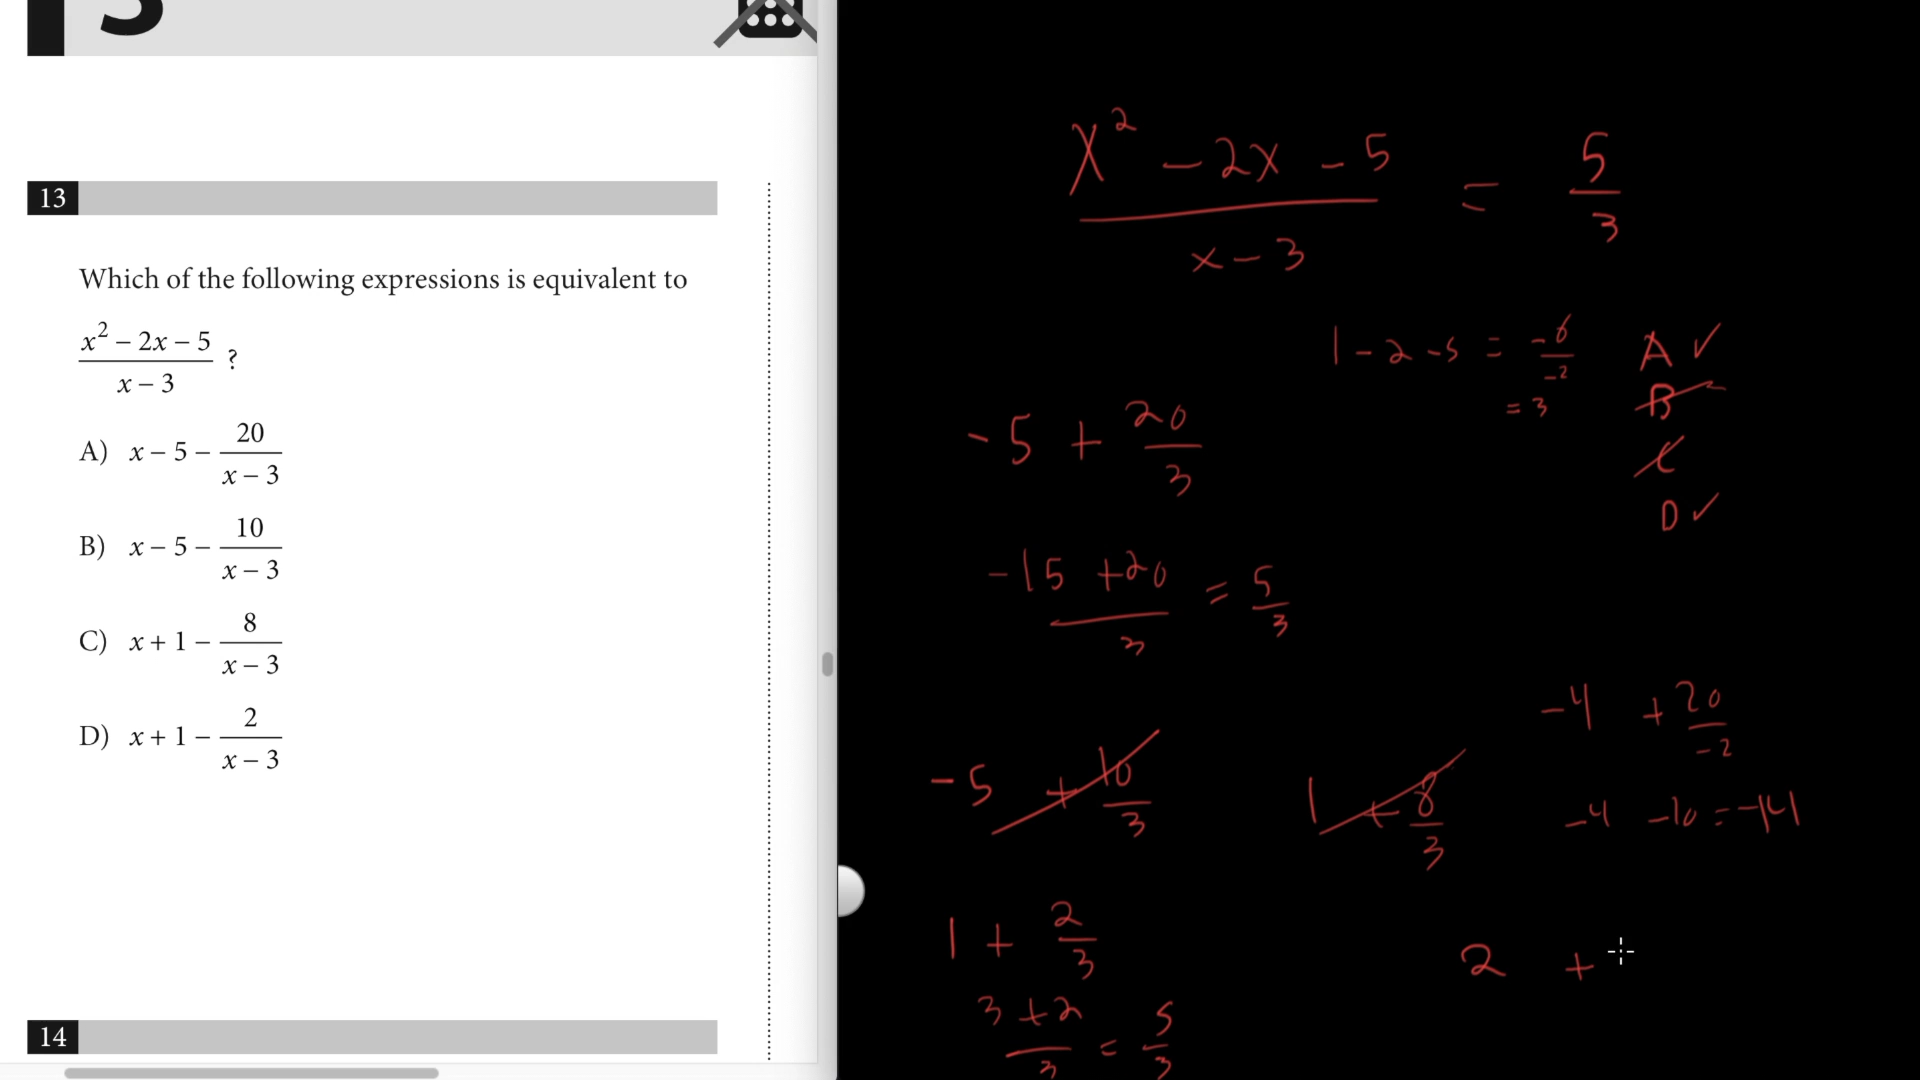 13
Which of the following expressions is equivalent to
x² – 2x – 5 / x – 3 ?
A) x – 5 – 20 / x – 3
B) x – 5 – 10 / x – 3
C) x + 1 – 8 / x – 3
D) x + 1 – 2 / x – 3
14
x² – 2x – 5 / x – 3 = 5 / 3
1 – 2 – 5 = –6 / –2
= 3
A ✓
B
C
D ✓
–5 + 20 / 3
–15 + 20 / 3 = 5 / 3
–5 + 10 / 3
1 + 8 / 3
–4 + 20 / –2
–4 –10 = –14
1 + 2 / 3
3 + 2 / 3 = 5 / 3
2 +